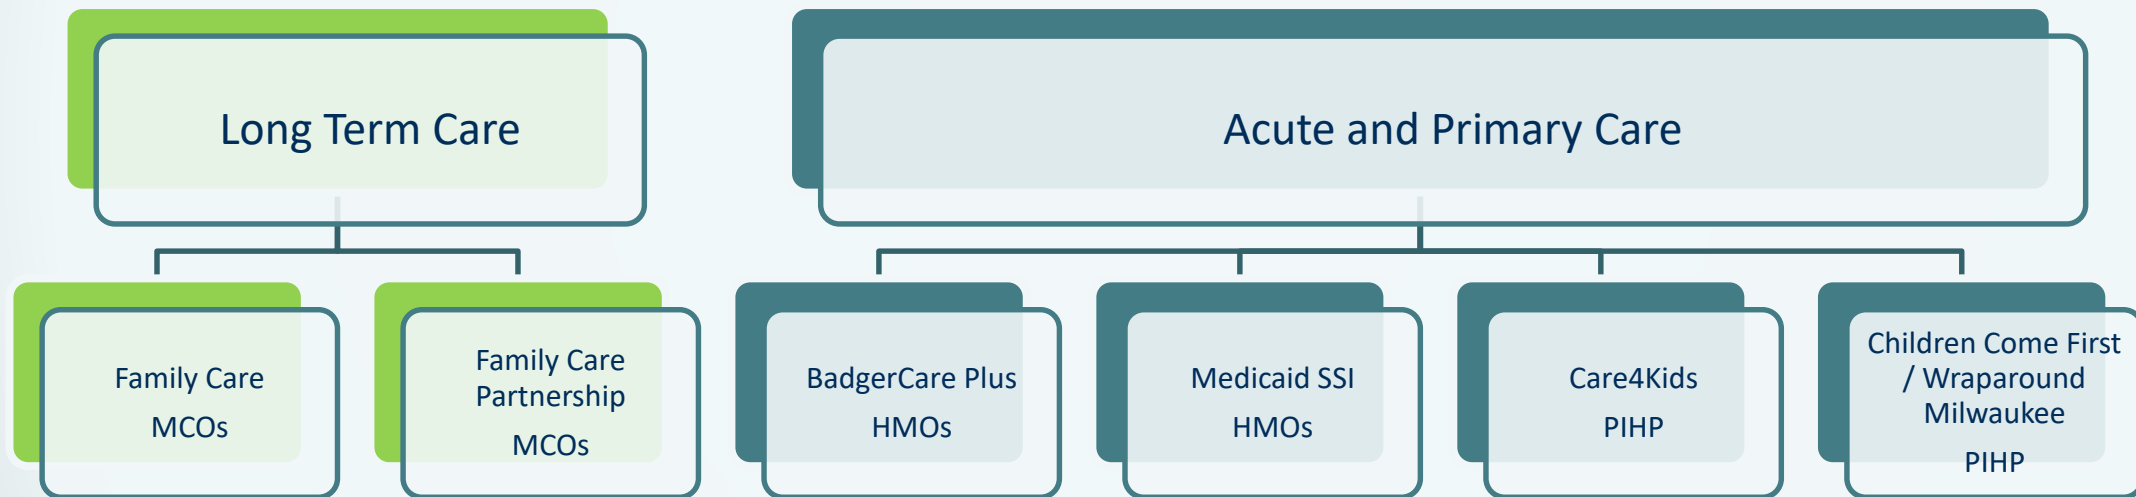 Long Term Care
Acute and Primary Care
Family Care
MCOs
Family Care
Partnership
MCOs
BadgerCare Plus
HMOs
Medicaid SSI
HMOs
Care4Kids
PIHP
Children Come First
/ Wraparound
Milwaukee
PIHP